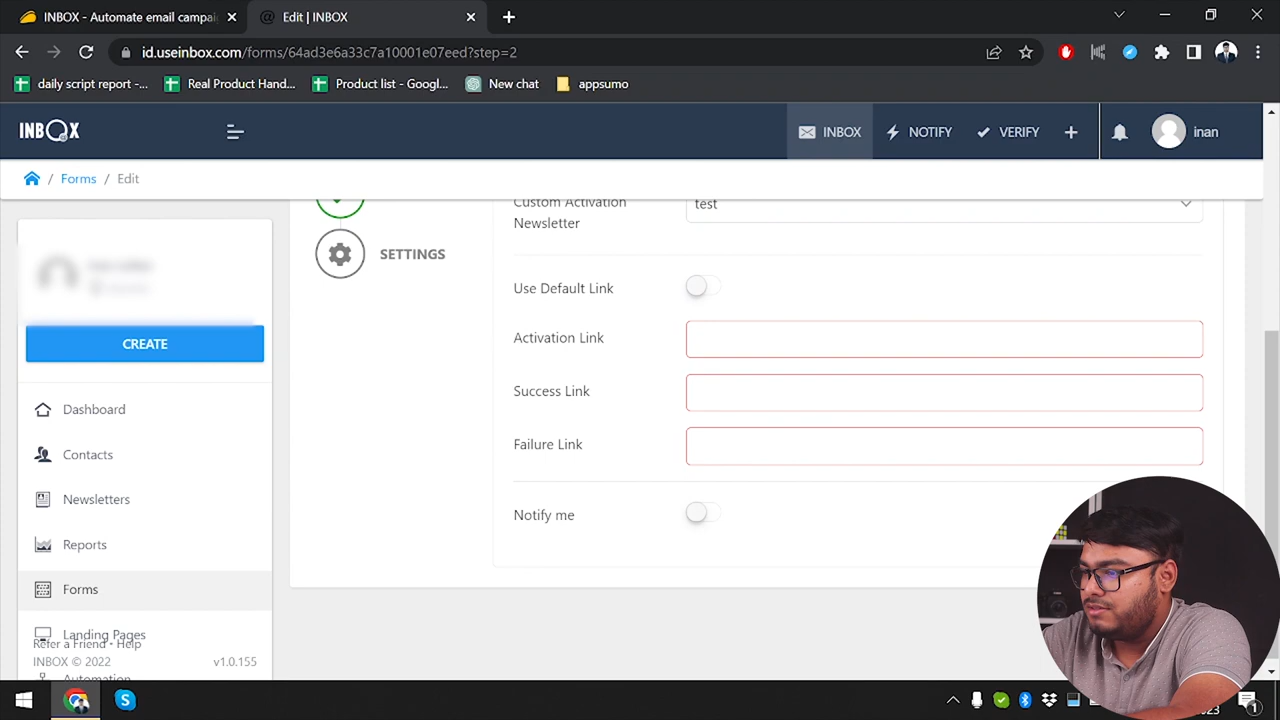 INBOX - Automate email campai
Edit | INBOX
id.useinbox.com/forms/64ad3e6a33c7a10001e07eed?step=2
daily script report -...
Real Product Hand...
Product list - Googl...
New chat
appsumo
INBOX
INBOX
NOTIFY
VERIFY
inan
/ Forms / Edit
Custom Activation
Newsletter
test
SETTINGS
Use Default Link
CREATE
Activation Link
Success Link
Dashboard
Failure Link
Contacts
Newsletters
Notify me
Reports
Forms
Landing Pages
Refer a Friend • Help
INBOX © 2022
v1.0.155
Automation
2023
1